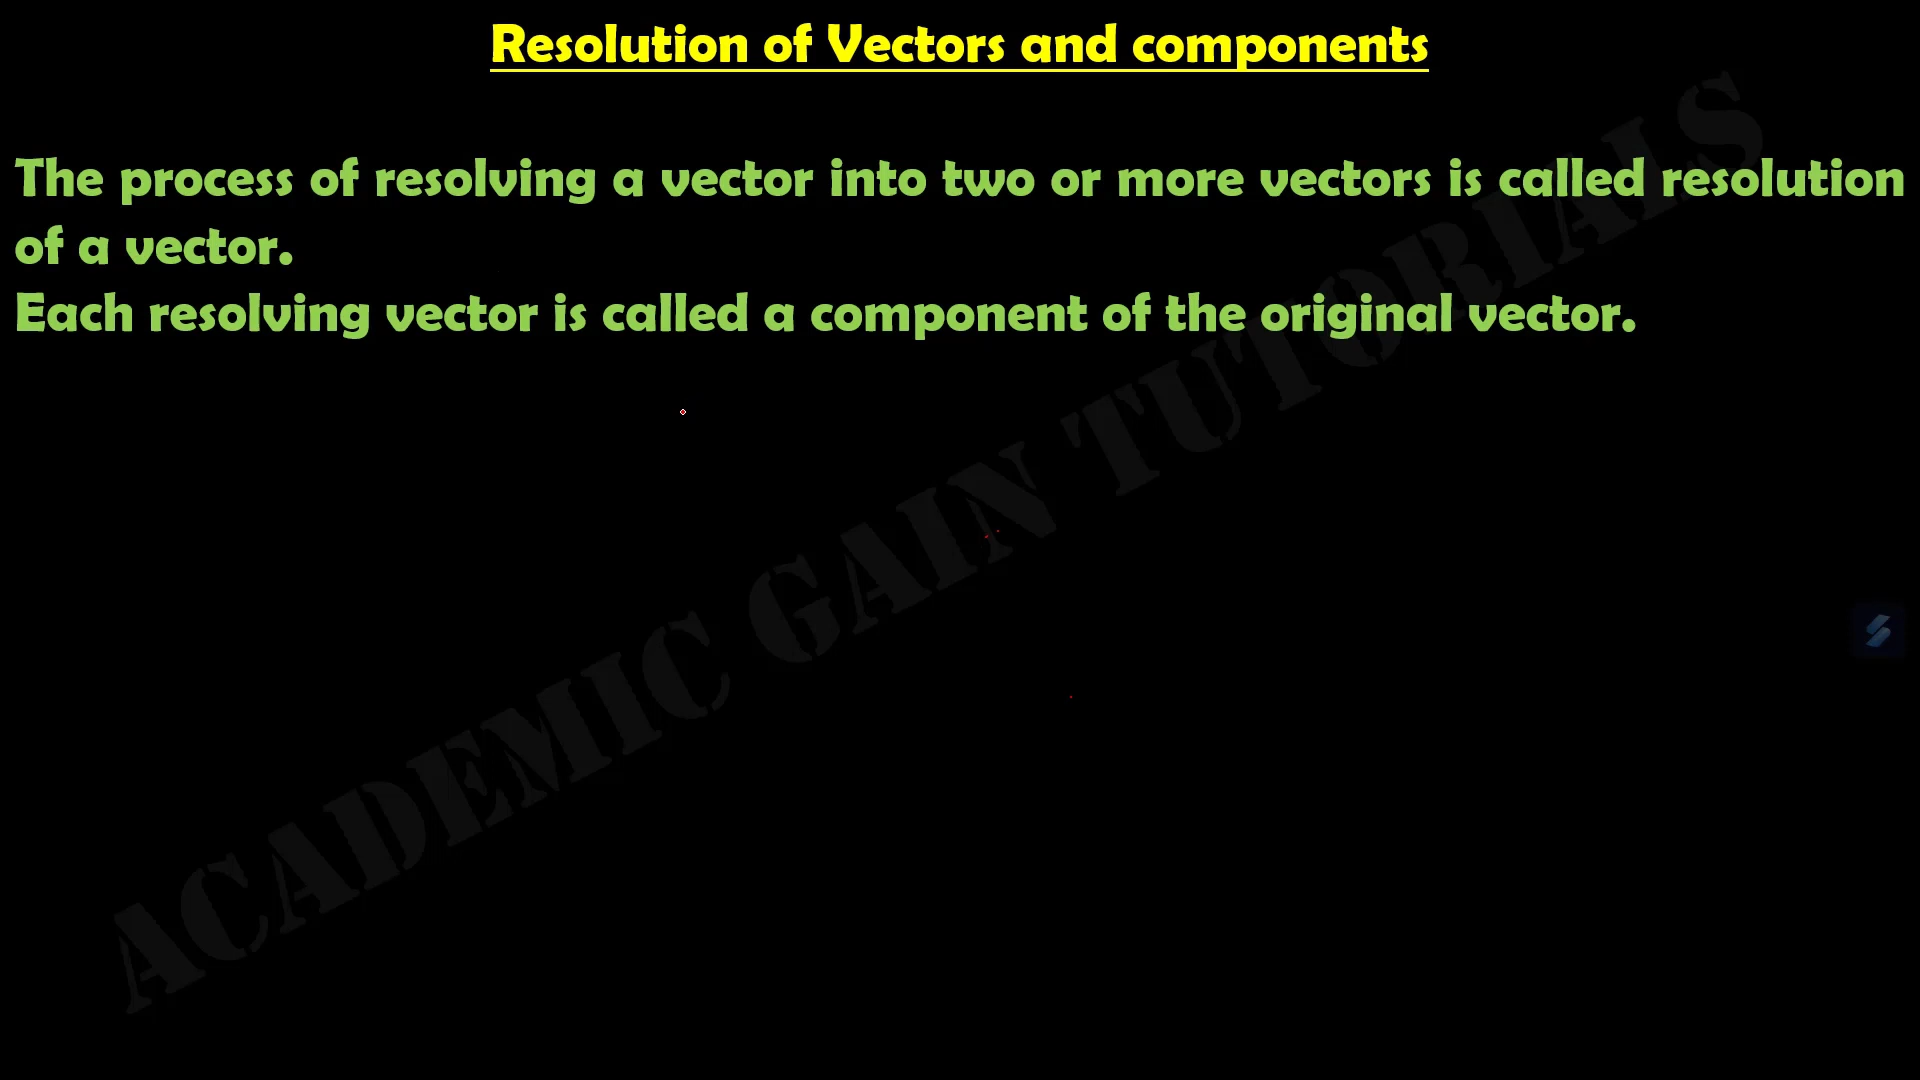 Resolution of Vectors and components
The process of resolving a vector into two or more vectors is called resolution
of a vector.
Each resolving vector is called a component of the original vector.
ACADEMIC GAIN TUTORIALS